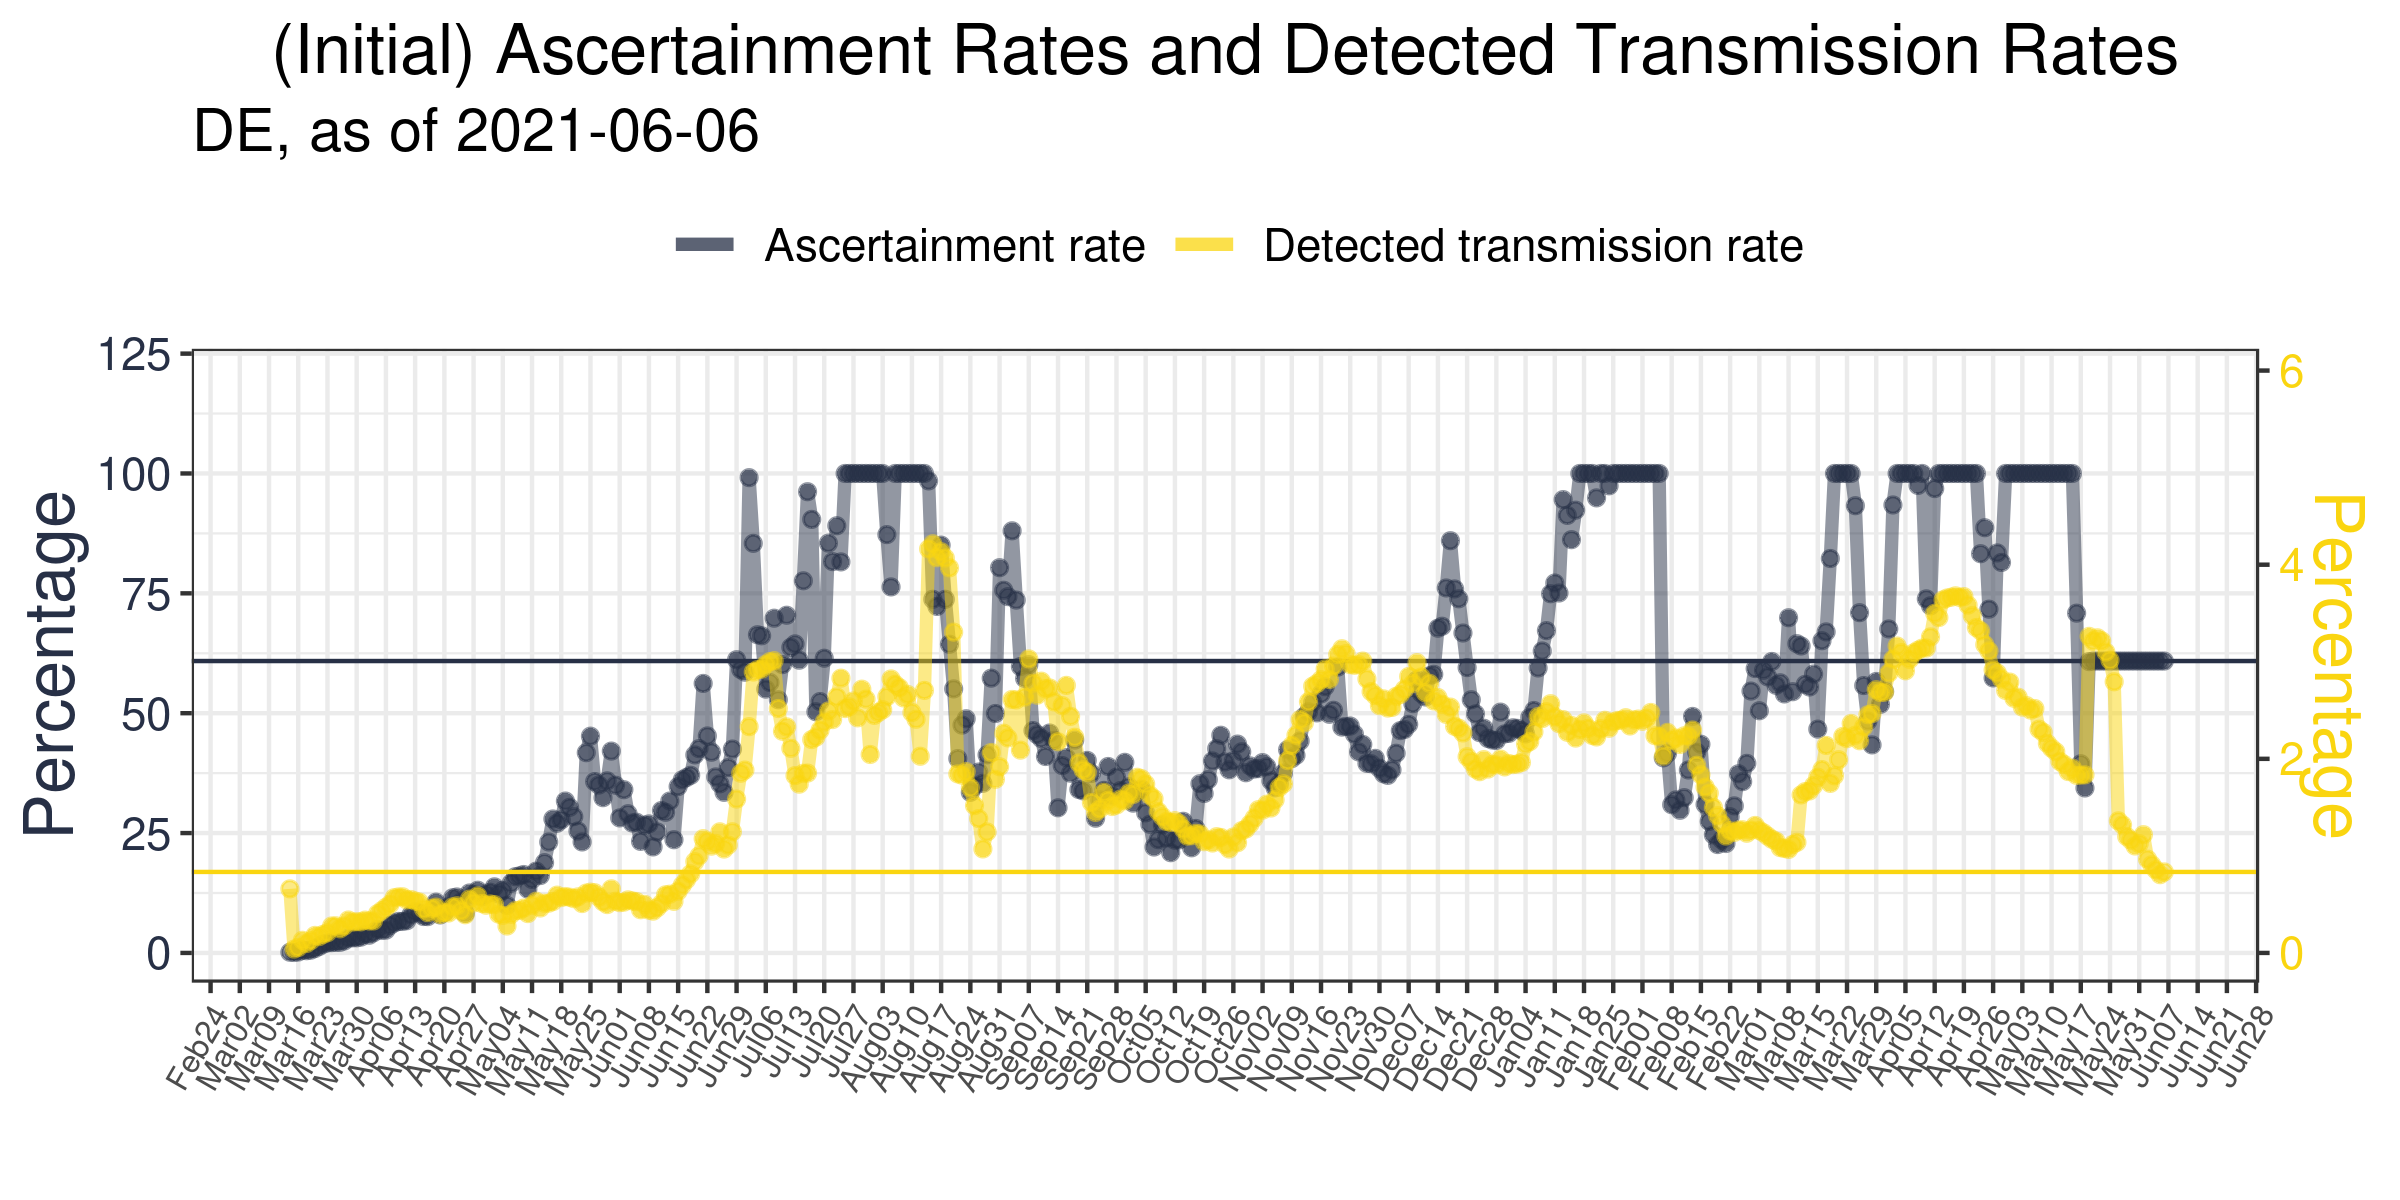 (Initial) Ascertainment Rates and Detected Transmission Rates
DE, as of 2021-06-06
Ascertainment rate
Detected transmission rate
Percentage
125
100
75
50
25
0
6
4
2
0
Percentage
Feb24
Mar02
Mar09
Mar16
Mar23
Mar30
Apr06
Apr13
Apr20
Apr27
May04
May11
May18
May25
Jun01
Jun08
Jun15
Jun22
Jun29
Jul06
Jul13
Jul20
Jul27
Aug03
Aug10
Aug17
Aug24
Aug31
Sep07
Sep14
Sep21
Sep28
Oct05
Oct12
Oct19
Oct26
Nov02
Nov09
Nov16
Nov23
Nov30
Dec07
Dec14
Dec21
Dec28
Jan04
Jan11
Jan18
Jan25
Feb01
Feb08
Feb15
Feb22
Mar01
Mar08
Mar15
Mar22
Mar29
Apr05
Apr12
Apr19
Apr26
May03
May10
May17
May24
May31
Jun07
Jun14
Jun21
Jun28